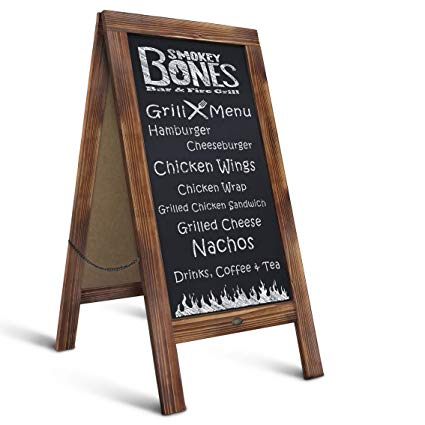 SMOKEY
BONES
Bar & Fire Grill
Grill Menu
Hamburger
Cheeseburger
Chicken Wings
Chicken Wrap
Grilled Chicken Sandwich
Grilled Cheese
Nachos
Drinks, Coffee & Tea